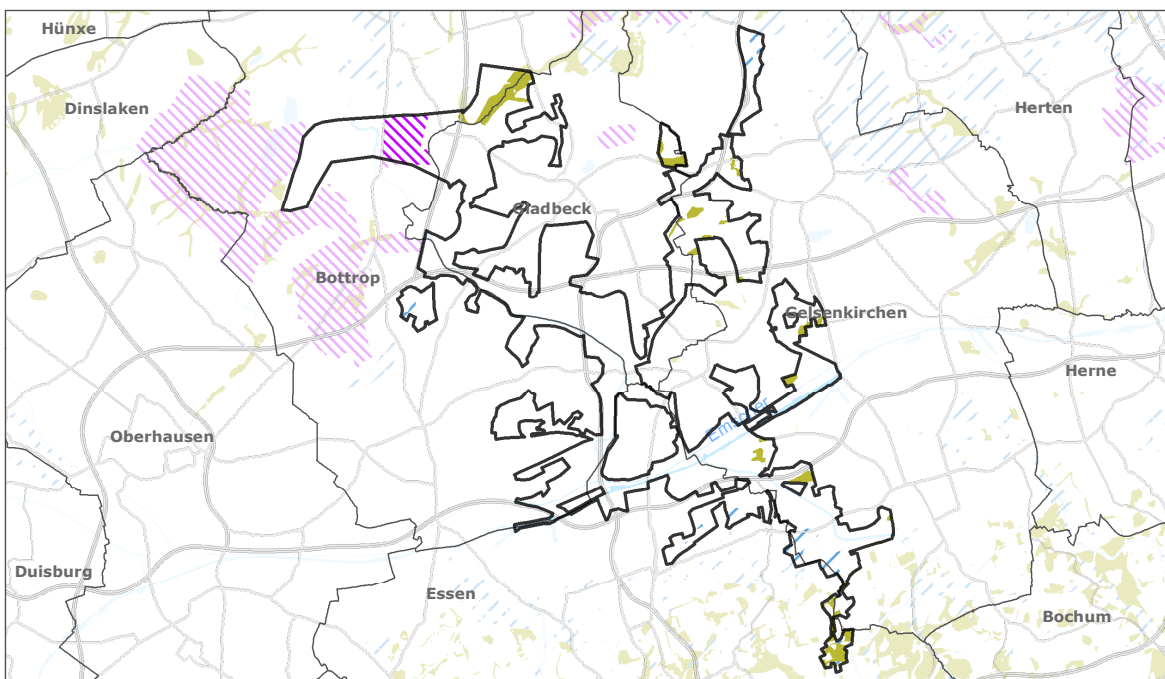 Hünxe
Dinslaken
Herten
Gladbeck
Bottrop
Gelsenkirchen
Herne
Emscher
Oberhausen
Duisburg
Essen
Bochum